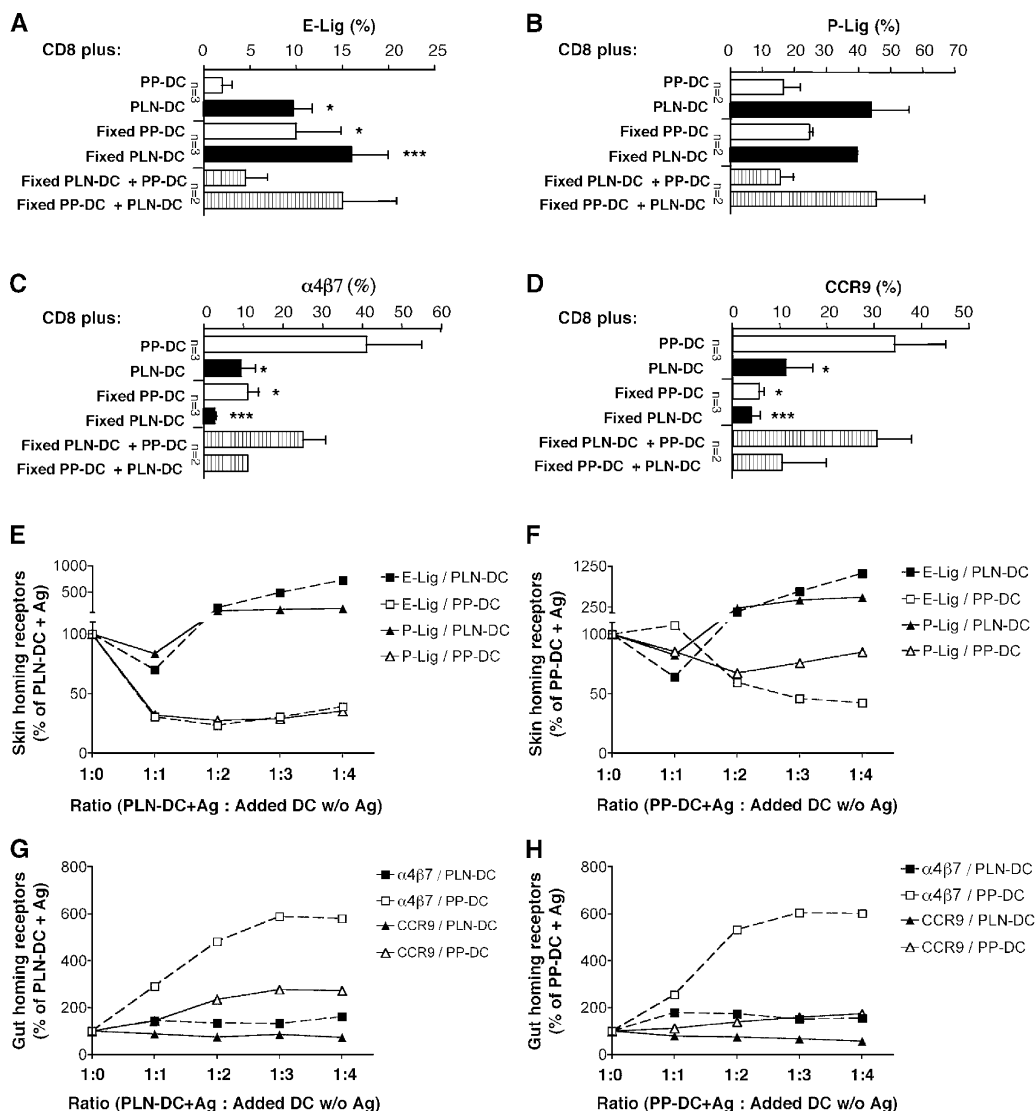 A
E-Lig (%)
CD8 plus:
0 5 10 15 20 25
PP-DC
PLN-DC *
n=3
Fixed PP-DC *
Fixed PLN-DC ***
n=3
Fixed PLN-DC + PP-DC
Fixed PP-DC + PLN-DC
n=2
B
P-Lig (%)
CD8 plus:
0 10 20 30 40 50 60 70
PP-DC
PLN-DC
n=2
Fixed PP-DC
Fixed PLN-DC
n=2
Fixed PLN-DC + PP-DC
Fixed PP-DC + PLN-DC
n=2
C
α4β7 (%)
CD8 plus:
0 10 20 30 40 50 60
PP-DC
PLN-DC *
n=3
Fixed PP-DC *
Fixed PLN-DC ***
n=3
Fixed PLN-DC + PP-DC
Fixed PP-DC + PLN-DC
n=2
D
CCR9 (%)
CD8 plus:
0 10 20 30 40 50
PP-DC
PLN-DC *
n=3
Fixed PP-DC *
Fixed PLN-DC ***
n=3
Fixed PLN-DC + PP-DC
Fixed PP-DC + PLN-DC
n=2
E
Skin homing receptors
(% of PLN-DC + Ag)
1000
500
100
50
0
1:0 1:1 1:2 1:3 1:4
Ratio (PLN-DC+Ag : Added DC w/o Ag)
E-Lig / PLN-DC
E-Lig / PP-DC
P-Lig / PLN-DC
P-Lig / PP-DC
F
Skin homing receptors
(% of PP-DC + Ag)
1250
250
100
50
0
1:0 1:1 1:2 1:3 1:4
Ratio (PP-DC+Ag : Added DC w/o Ag)
E-Lig / PLN-DC
E-Lig / PP-DC
P-Lig / PLN-DC
P-Lig / PP-DC
G
Gut homing receptors
(% of PLN-DC + Ag)
800
600
400
200
0
1:0 1:1 1:2 1:3 1:4
Ratio (PLN-DC+Ag : Added DC w/o Ag)
α4β7 / PLN-DC
α4β7 / PP-DC
CCR9 / PLN-DC
CCR9 / PP-DC
H
Gut homing receptors
(% of PP-DC + Ag)
800
600
400
200
0
1:0 1:1 1:2 1:3 1:4
Ratio (PP-DC+Ag : Added DC w/o Ag)
α4β7 / PLN-DC
α4β7 / PP-DC
CCR9 / PLN-DC
CCR9 / PP-DC